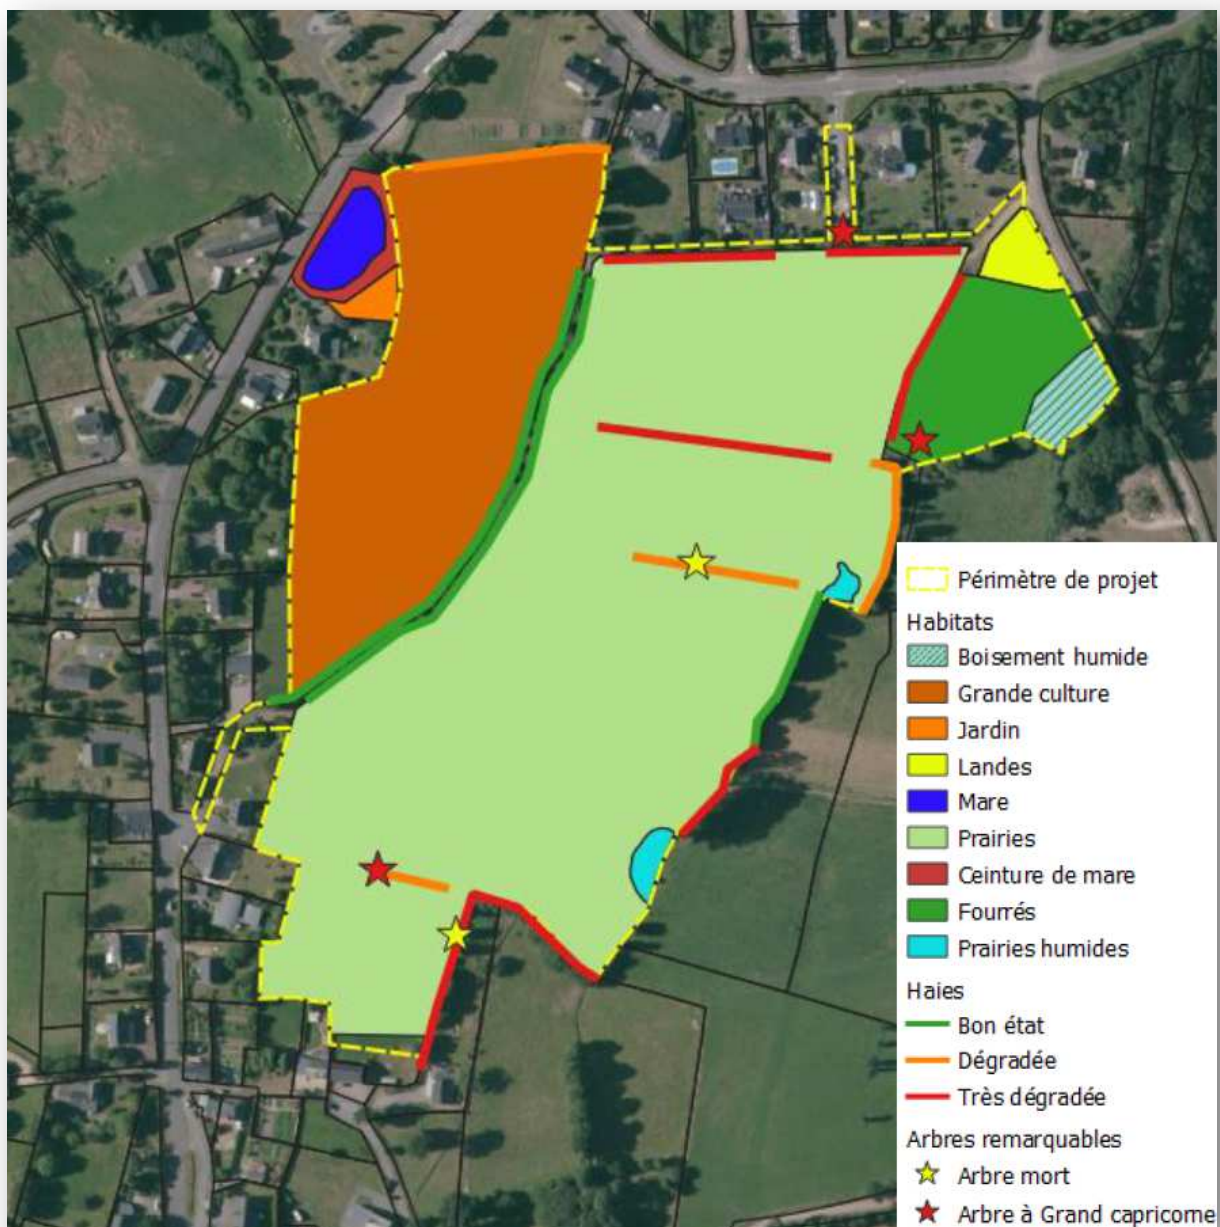 Périmètre de projet
Habitats
Boisement humide
Grande culture
Jardin
Landes
Mare
Prairies
Ceinture de mare
Fourrés
Prairies humides
Haies
Bon état
Dégradée
Très dégradée
Arbres remarquables
Arbre mort
Arbre à Grand capricorne